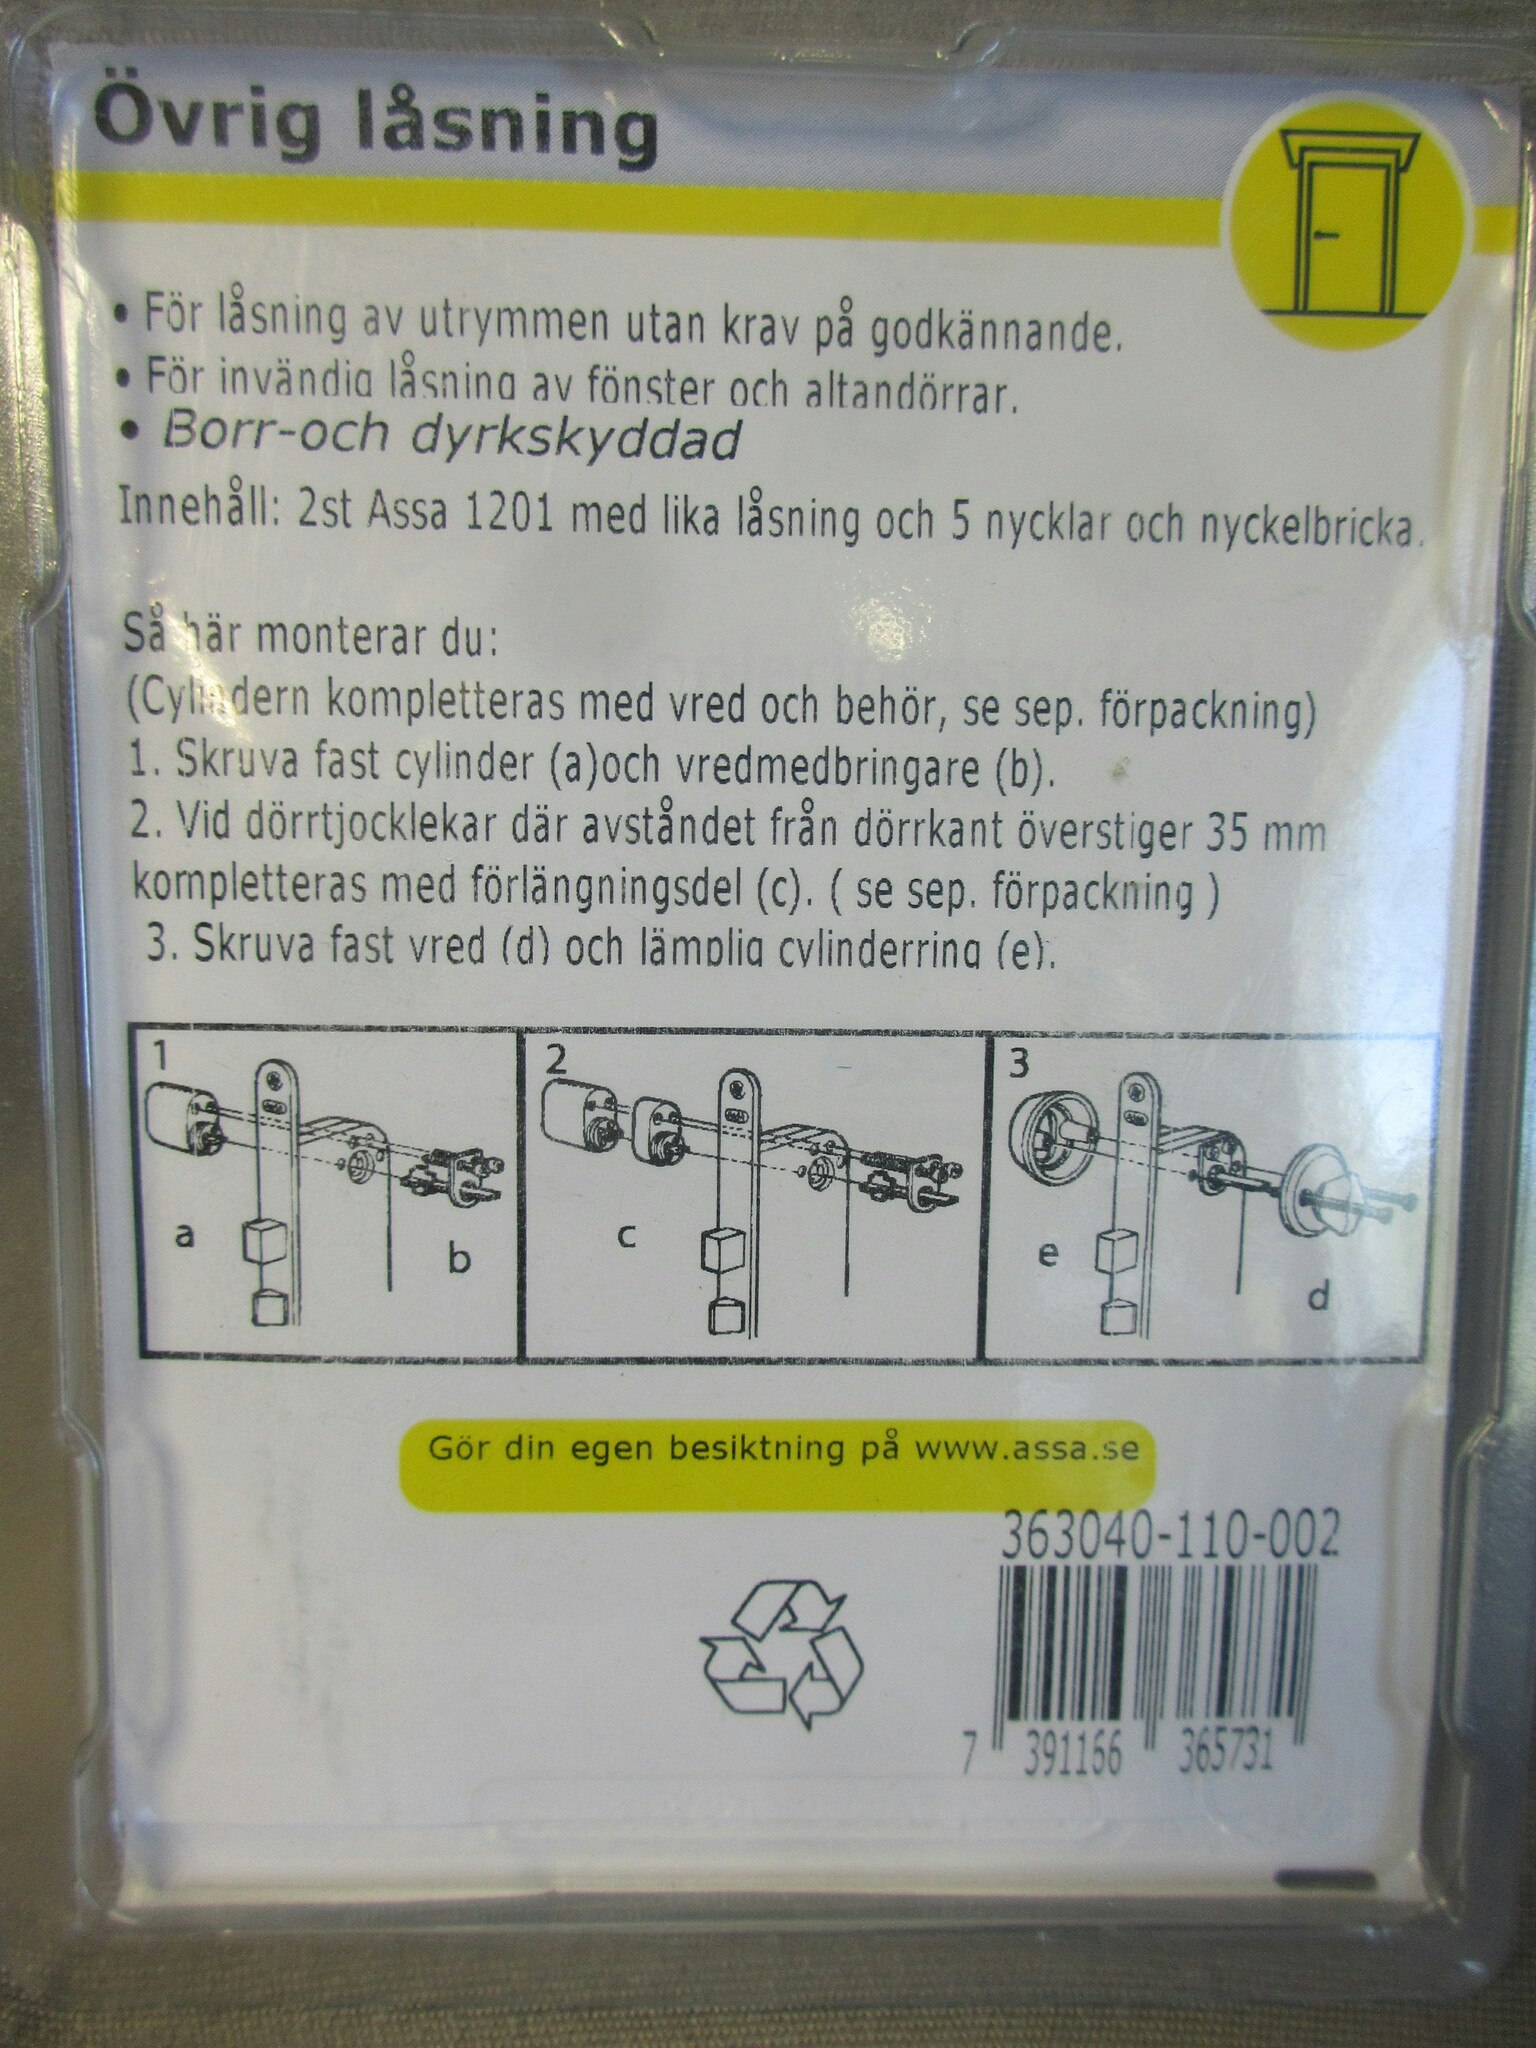 Övrig låsning
• För låsning av utrymmen utan krav på godkännande.
• För invändig låsning av fönster och altandörrar.
• Borr-och dyrkskyddad
Innehåll: 2st Assa 1201 med lika låsning och 5 nycklar och nyckelbricka.
Så här monterar du:
(Cylindern kompletteras med vred och behör, se sep. förpackning)
1. Skruva fast cylinder (a)och vredmedbringare (b).
2. Vid dörrtjocklekar där avståndet från dörrkant överstiger 35 mm
kompletteras med förlängningsdel (c). ( se sep. förpackning )
3. Skruva fast vred (d) och lämplig cylinderring (e).
1
a
b
2
c
3
e
d
Gör din egen besiktning på www.assa.se
363040-110-002
7 391166 365731